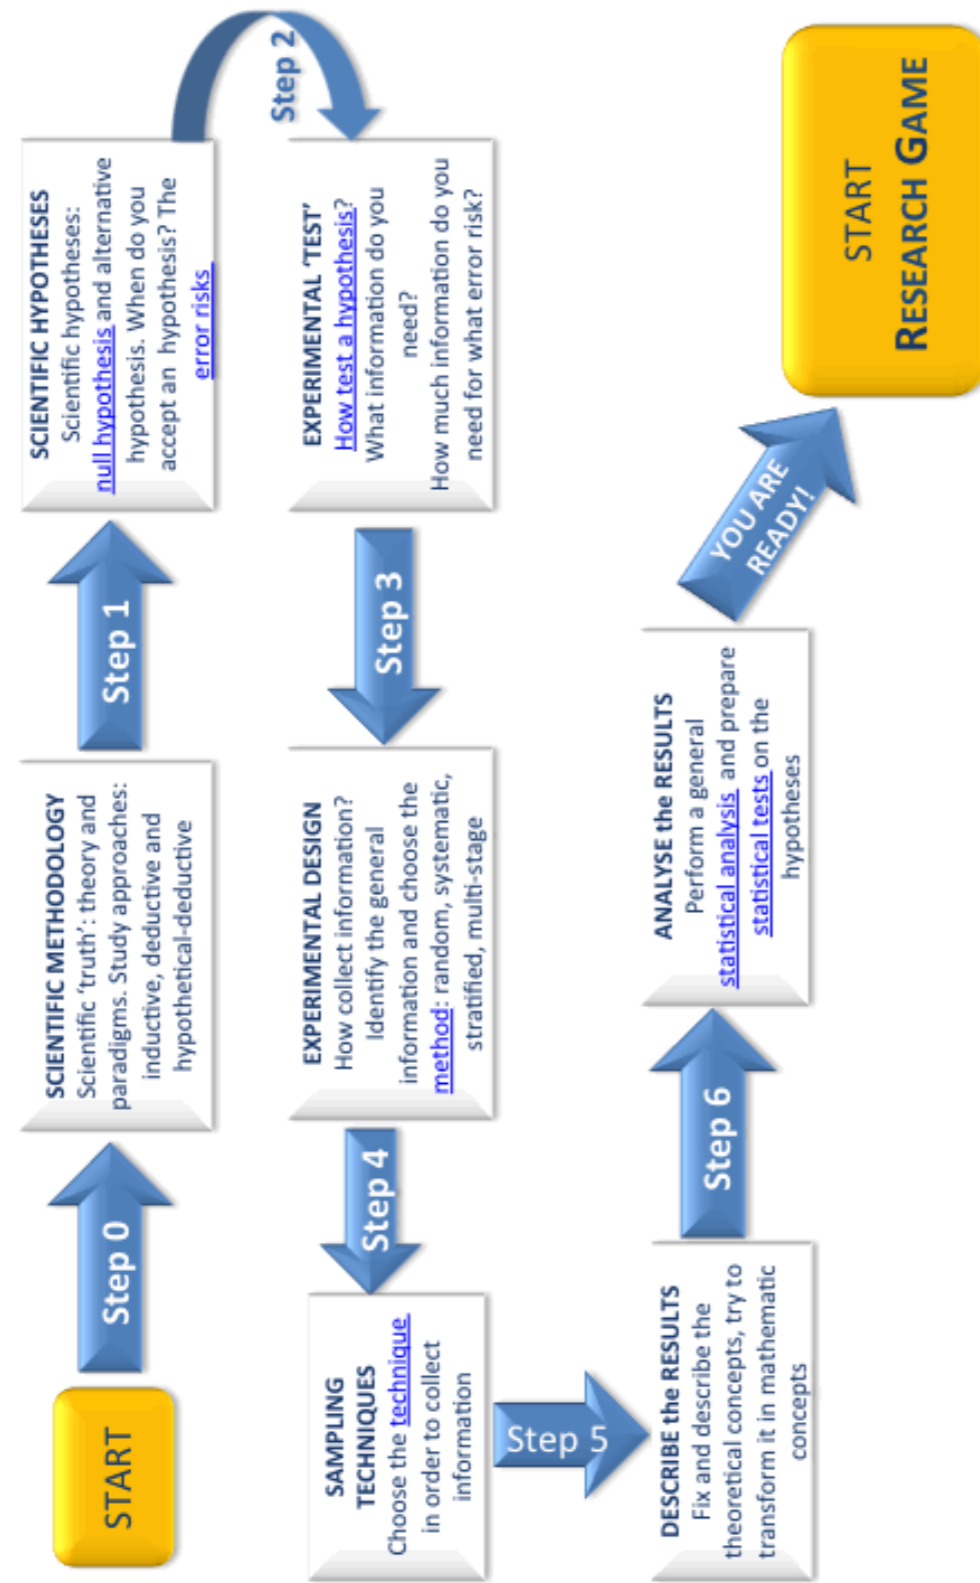 START
Step 0
SCIENTIFIC METHODOLOGY
Scientific ‘truth’: theory and
paradigms. Study approaches:
inductive, deductive and
hypothetical-deductive
Step 1
SCIENTIFIC HYPOTHESES
Scientific hypotheses:
null hypothesis and alternative
hypothesis. When do you
accept an hypothesis? The
error risks
Step 2
EXPERIMENTAL ‘TEST’
How test a hypothesis?
What information do you
need?
How much information do you
need for what error risk?
Step 3
EXPERIMENTAL DESIGN
How collect information?
Identify the general
information and choose the
method: random, systematic,
stratified, multi-stage
Step 4
SAMPLING
TECHNIQUES
Choose the technique
in order to collect
information
Step 5
DESCRIBE the RESULTS
Fix and describe the
theoretical concepts, try to
transform it in mathematic
concepts
Step 6
ANALYSE the RESULTS
Perform a general
statistical analysis and prepare
statistical tests on the
hypotheses
YOU ARE
READY!
START
RESEARCH GAME